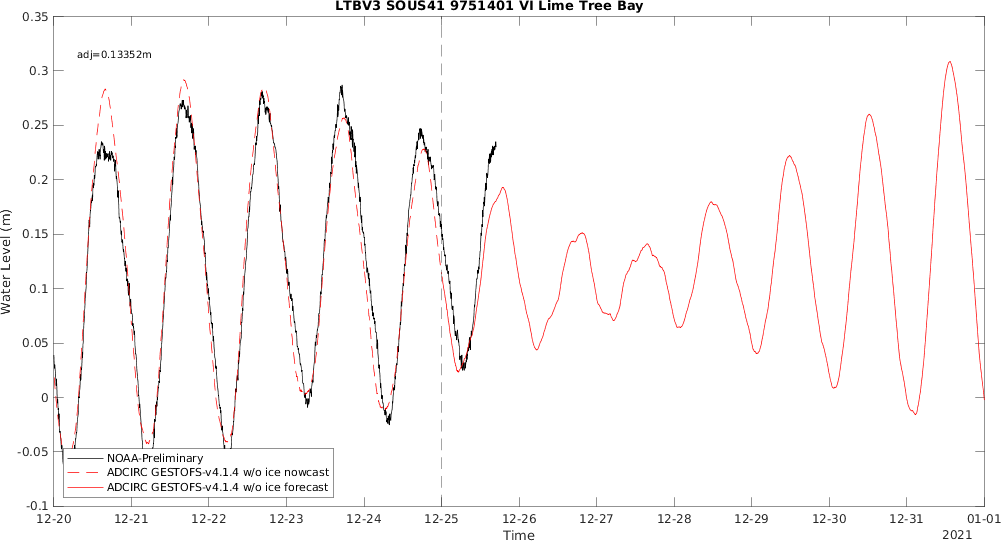 LTBV3 SOUS41 9751401 VI Lime Tree Bay
adj=0.13352m
0.35
0.3
0.25
0.2
0.15
0.1
0.05
0
-0.05
-0.1
Water Level (m)
NOAA-Preliminary
ADCIRC GESTOFS-v4.1.4 w/o ice nowcast
ADCIRC GESTOFS-v4.1.4 w/o ice forecast
12-20 12-21 12-22 12-23 12-24 12-25 12-26 12-27 12-28 12-29 12-30 12-31 01-01
Time 2021